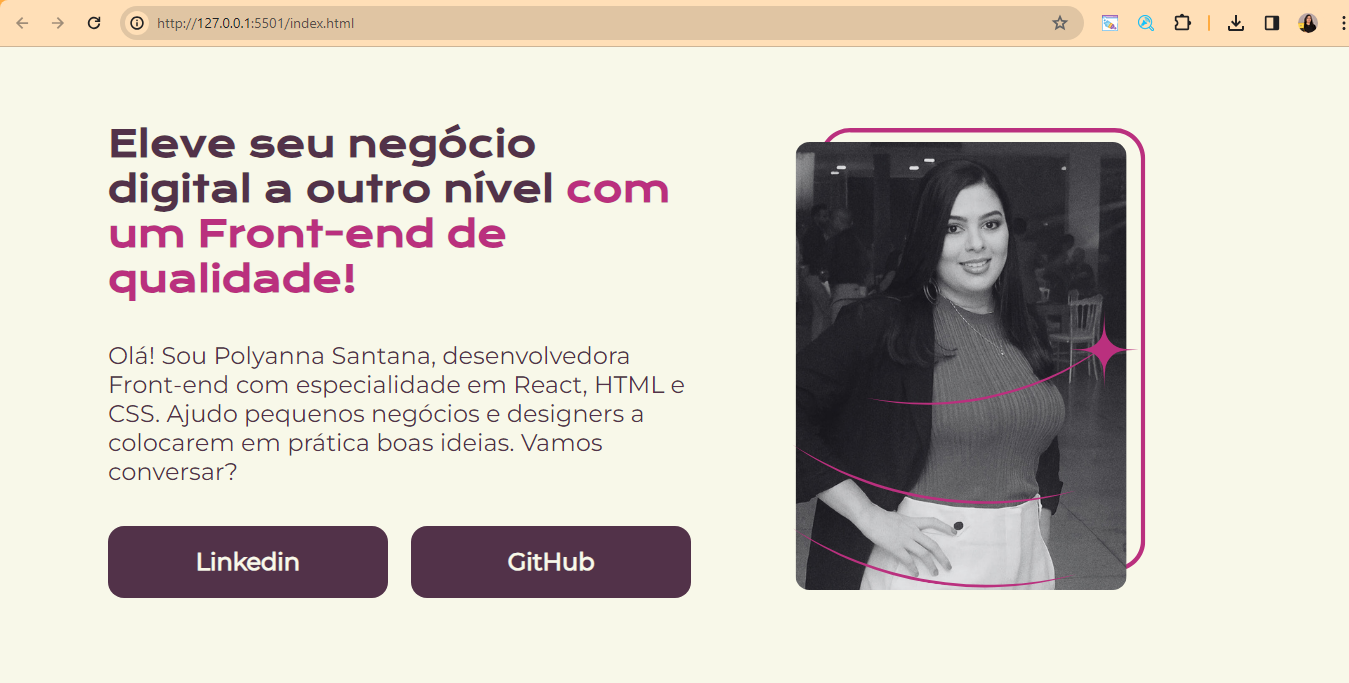 http://127.0.0.1:5501/index.html
Eleve seu negócio
digital a outro nível com
um Front-end de
qualidade!
Olá! Sou Polyanna Santana, desenvolvedora
Front-end com especialidade em React, HTML e
CSS. Ajudo pequenos negócios e designers a
colocarem em prática boas ideias. Vamos
conversar?
Linkedin
GitHub